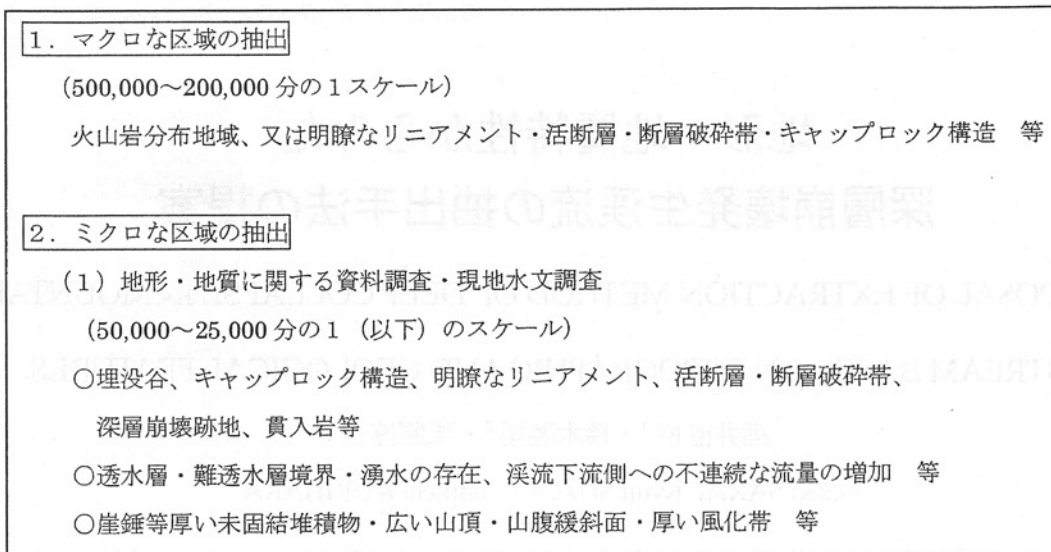 1．マクロな区域の抽出
（500,000～200,000 分の1スケール）
火山岩分布地域、又は明瞭なリニアメント・活断層・断層破砕帯・キャップロック構造　等
2．ミクロな区域の抽出
（1）地形・地質に関する資料調査・現地水文調査
（50,000～25,000 分の1（以下）のスケール）
○埋没谷、キャップロック構造、明瞭なリニアメント、活断層・断層破砕帯、
深層崩壊跡地、貫入岩等
○透水層・難透水層境界・湧水の存在、渓流下流側への不連続な流量の増加　等
○崖錐等厚い未固結堆積物・広い山頂・山腹緩斜面・厚い風化帯　等